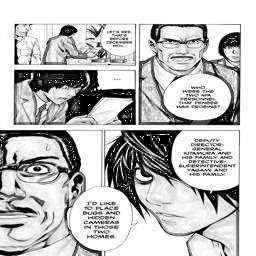 LET'S SEE,
THAT'S
BEFORE
DECEMBER
14TH...
...
WHO
WERE THE
TWO NPA
PERSONNEL
THAT PENBER
WAS PROBING?
DEPUTY
DIRECTOR-
GENERAL
KITAMURA AND
HIS FAMILY. AND
DETECTIVE-
SUPERINTENDENT
YAGAMI AND
HIS FAMILY.
I'D LIKE
TO PLACE
BUGS AND
HIDDEN
CAMERAS
IN THOSE
TWO
HOMES.